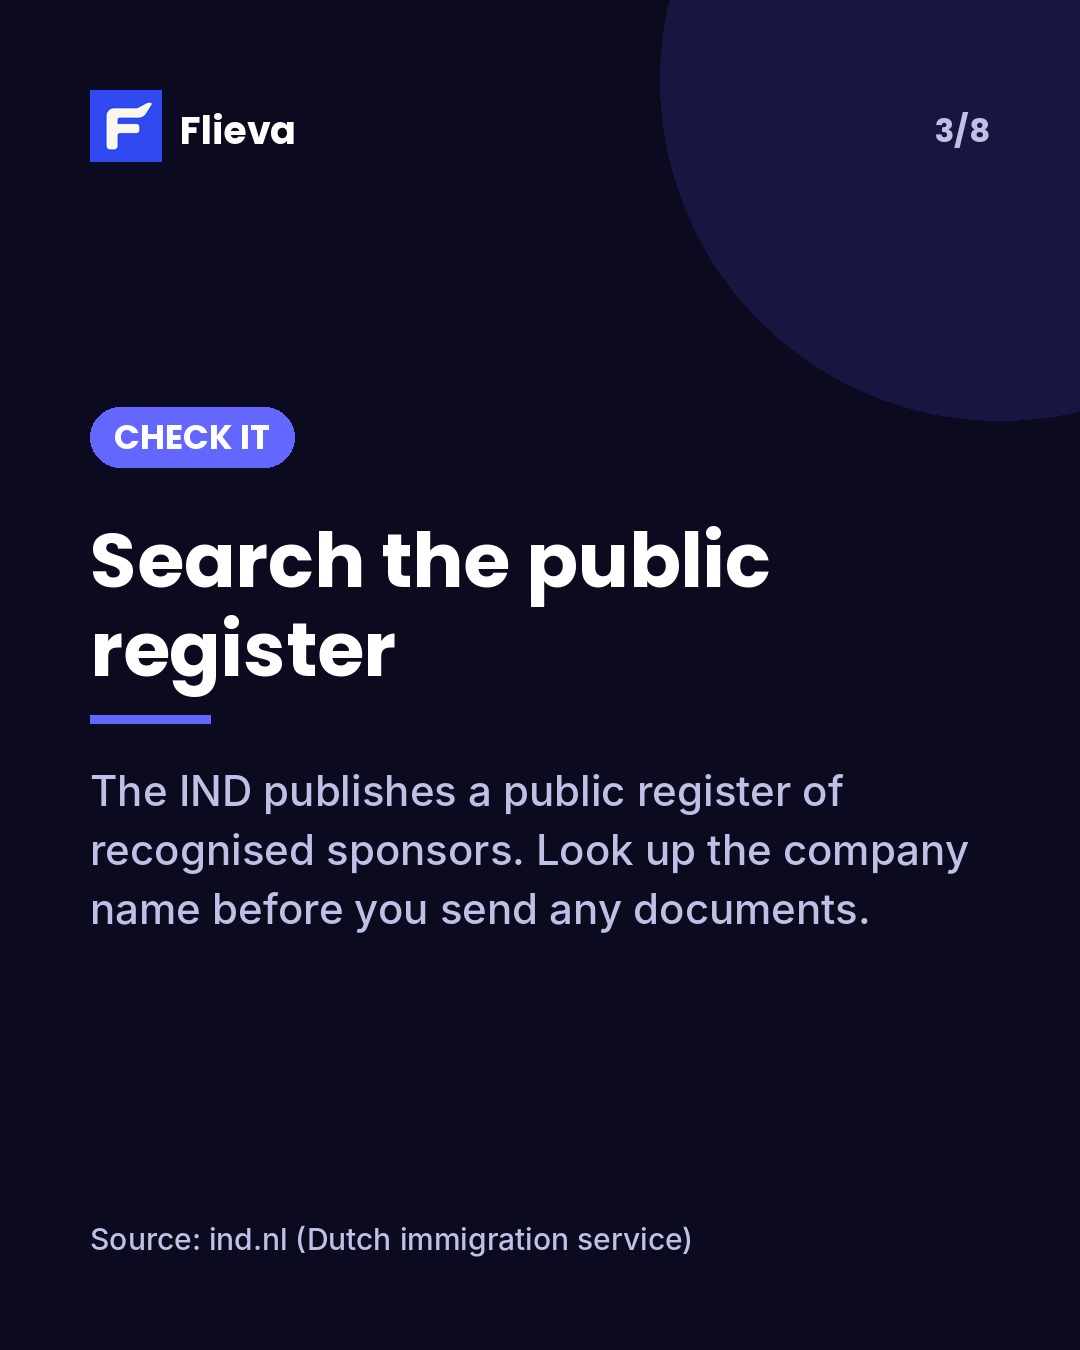 Flieva
3/8
CHECK IT
Search the public
register
The IND publishes a public register of
recognised sponsors. Look up the company
name before you send any documents.
Source: ind.nl (Dutch immigration service)